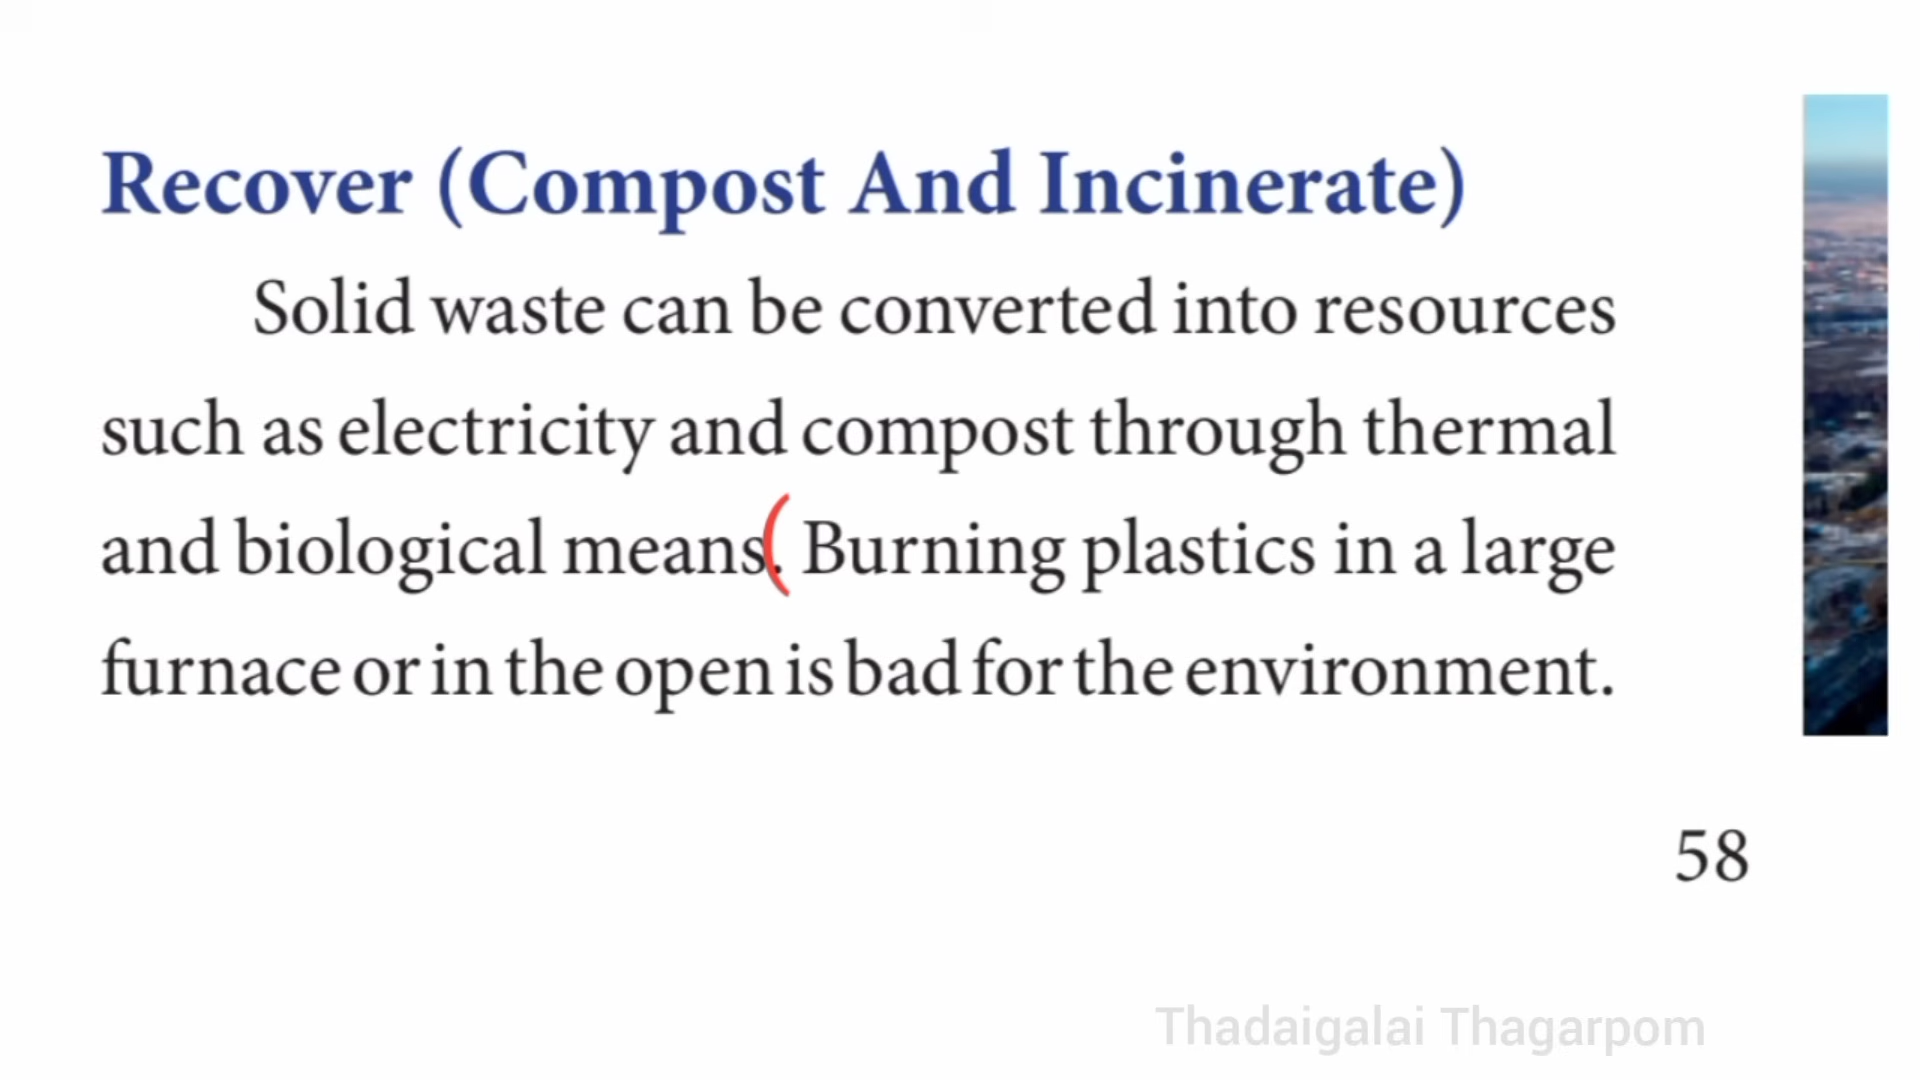 Recover (Compost And Incinerate)
Solid waste can be converted into resources
such as electricity and compost through thermal
and biological means. Burning plastics in a large
furnace or in the open is bad for the environment.
58
Thadaigalai Thagarpom